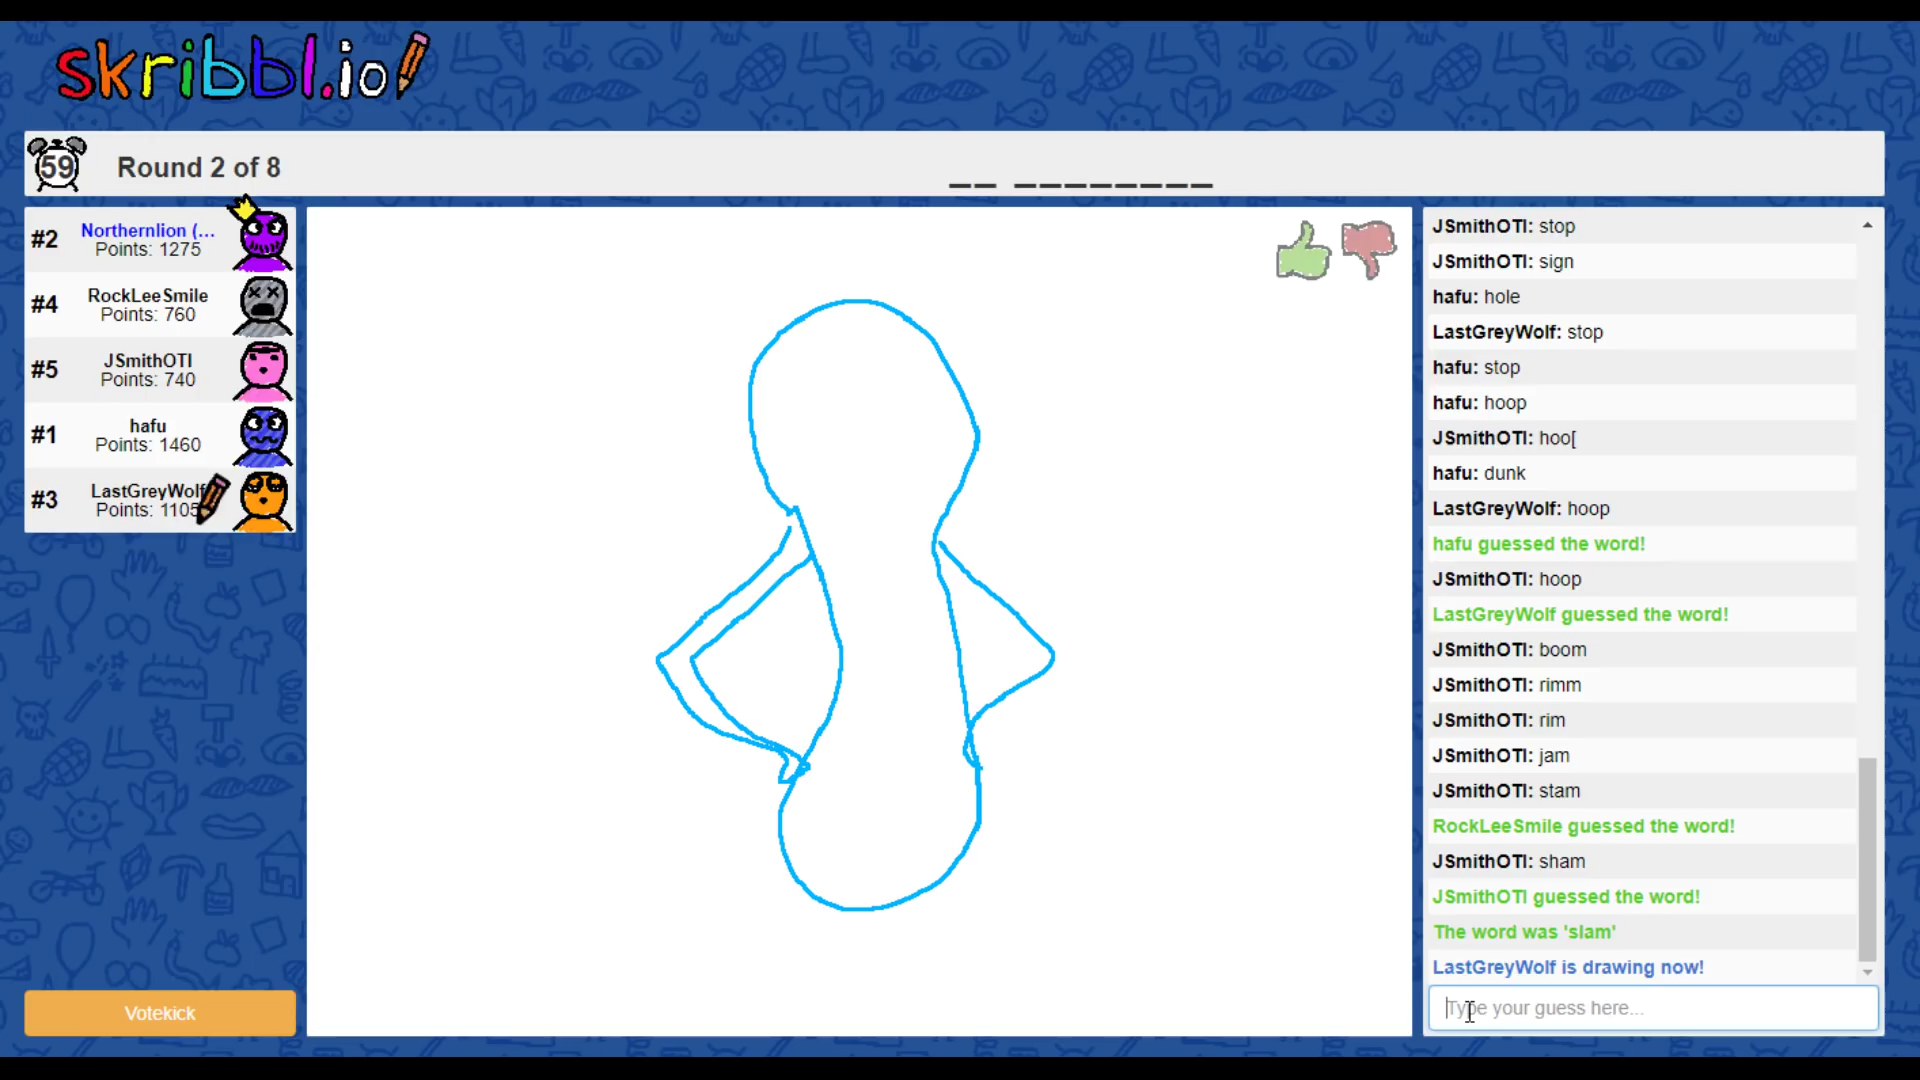 skribbl.io
59
Round 2 of 8
__ ________
#2
Northernlion (...
Points: 1275
#4
RockLeeSmile
Points: 760
#5
JSmithOTI
Points: 740
#1
hafu
Points: 1460
#3
LastGreyWolf
Points: 1105
Votekick
JSmithOTI: stop
JSmithOTI: sign
hafu: hole
LastGreyWolf: stop
hafu: stop
hafu: hoop
JSmithOTI: hoo[
hafu: dunk
LastGreyWolf: hoop
hafu guessed the word!
JSmithOTI: hoop
LastGreyWolf guessed the word!
JSmithOTI: boom
JSmithOTI: rimm
JSmithOTI: rim
JSmithOTI: jam
JSmithOTI: stam
RockLeeSmile guessed the word!
JSmithOTI: sham
JSmithOTI guessed the word!
The word was 'slam'
LastGreyWolf is drawing now!
Type your guess here...